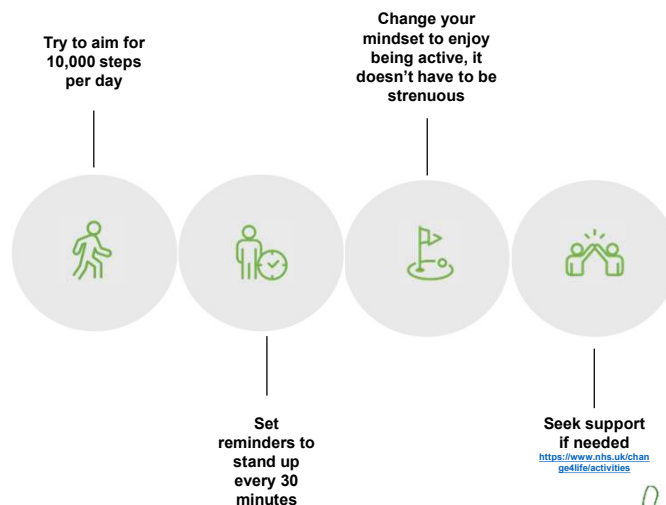 Try to aim for
10,000 steps
per day
Set
reminders to
stand up
every 30
minutes
Change your
mindset to enjoy
being active, it
doesn’t have to be
strenuous
Seek support
if needed
https://www.nhs.uk/chan
ge4life/activities